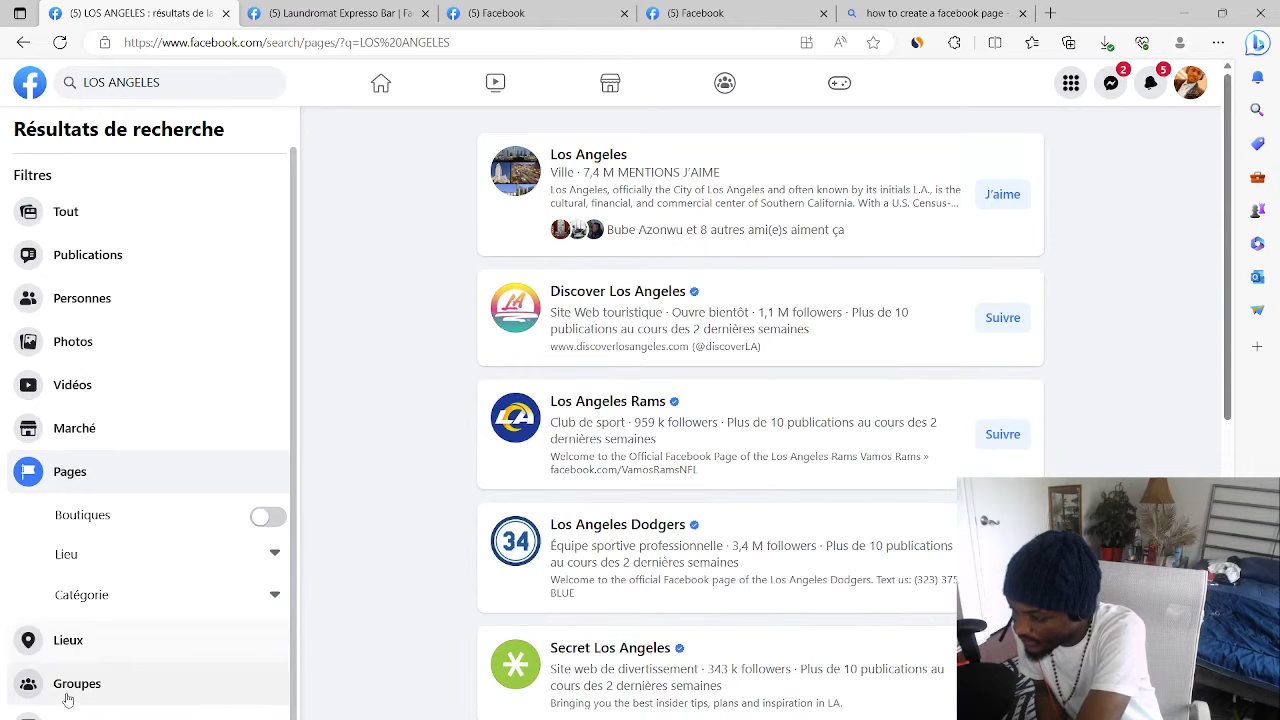 (5) LOS ANGELES : résultats de la
(5) Laundromat Expresso Bar | Fa
(5) Facebook
(5) Facebook
how to create a facebook page -
https://www.facebook.com/search/pages/?q=LOS%20ANGELES
LOS ANGELES
2
5
Résultats de recherche
Filtres
Tout
Publications
Personnes
Photos
Vidéos
Marché
Pages
Boutiques
Lieu
Catégorie
Lieux
Groupes
Los Angeles
Ville · 7,4 M MENTIONS J'AIME
Los Angeles, officially the City of Los Angeles and often known by its initials L.A., is the
cultural, financial, and commercial center of Southern California. With a U.S. Census-...
J'aime
Bube Azonwu et 8 autres ami(e)s aiment ça
Discover Los Angeles
Site Web touristique · Ouvre bientôt · 1,1 M followers · Plus de 10
publications au cours des 2 dernières semaines
www.discoverlosangeles.com (@discoverLA)
Suivre
Los Angeles Rams
Club de sport · 959 k followers · Plus de 10 publications au cours des 2
dernières semaines
Welcome to the Official Facebook Page of the Los Angeles Rams Vamos Rams »
facebook.com/VamosRamsNFL
Suivre
34
Los Angeles Dodgers
Équipe sportive professionnelle · 3,4 M followers · Plus de 10 publications
au cours des 2 dernières semaines
Welcome to the official Facebook page of the Los Angeles Dodgers. Text us: (323) 375
BLUE
Secret Los Angeles
Site web de divertissement · 343 k followers · Plus de 10 publications au
cours des 2 dernières semaines
Bringing you the best insider tips, plans and inspiration in LA.